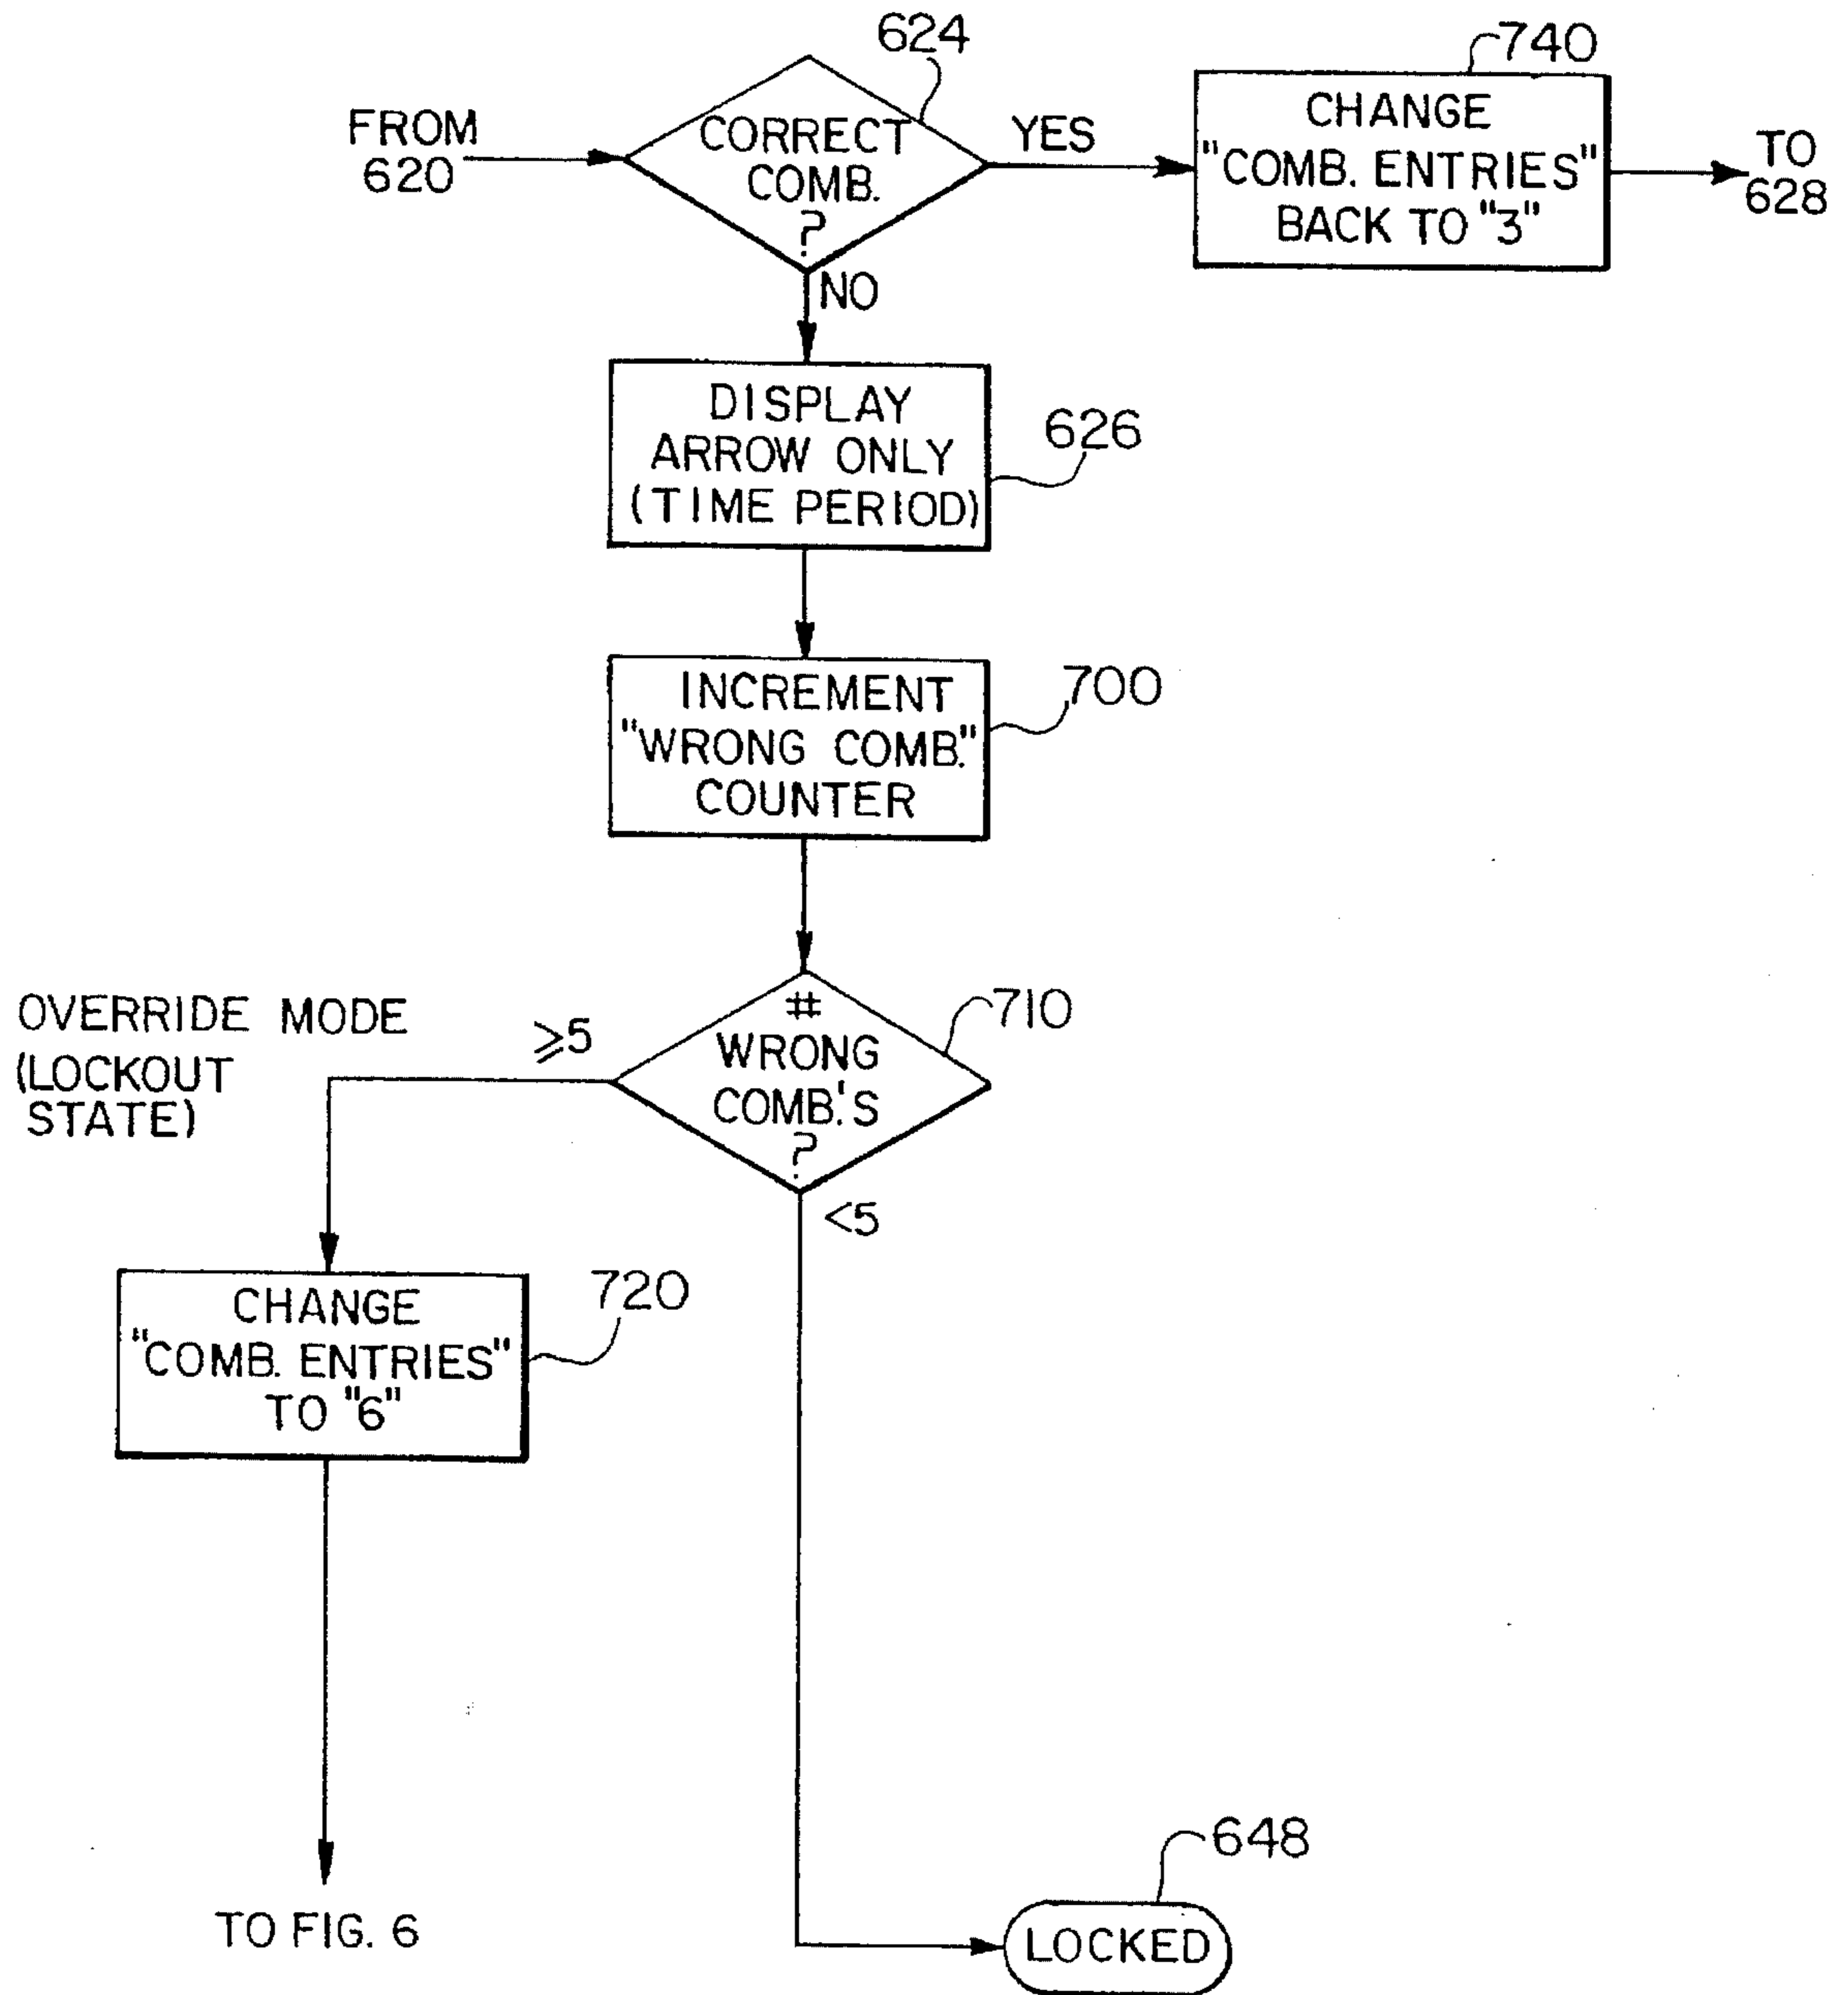 624
740
FROM
620
CORRECT
COMB.
?
YES
CHANGE
"COMB. ENTRIES"
BACK TO "3"
TO
628
NO
DISPLAY
ARROW ONLY
(TIME PERIOD)
626
INCREMENT
"WRONG COMB."
COUNTER
700
OVERRIDE MODE
(LOCKOUT
STATE)
≥5
#
WRONG
COMB.'S
?
710
<5
CHANGE
"COMB. ENTRIES"
TO "6"
720
648
LOCKED
TO FIG. 6